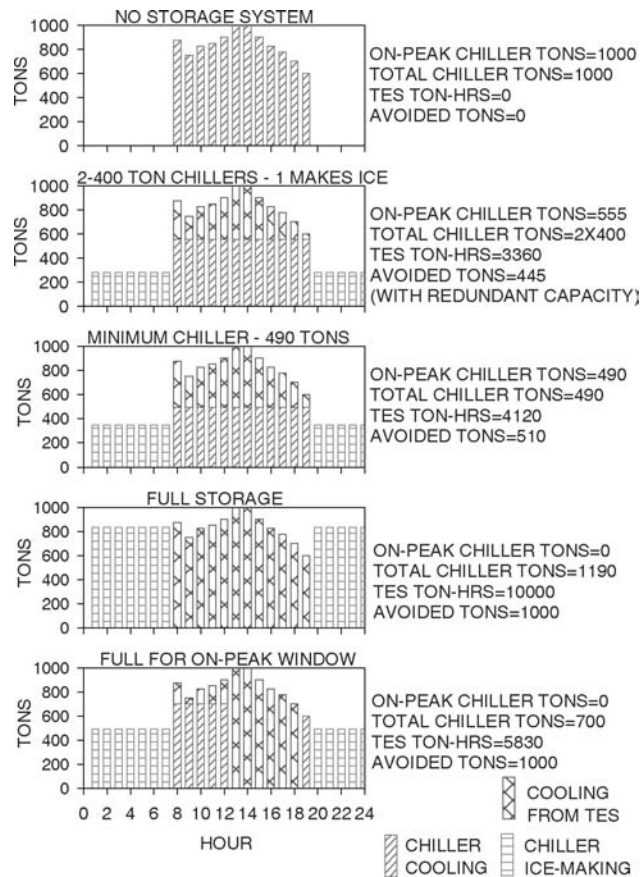 NO STORAGE SYSTEM
1000
800
600
400
200
0
TONS
ON-PEAK CHILLER TONS=1000
TOTAL CHILLER TONS=1000
TES TON-HRS=0
AVOIDED TONS=0
2-400 TON CHILLERS - 1 MAKES ICE
1000
800
600
400
200
0
TONS
ON-PEAK CHILLER TONS=555
TOTAL CHILLER TONS=2X400
TES TON-HRS=3360
AVOIDED TONS=445
(WITH REDUNDANT CAPACITY)
MINIMUM CHILLER - 490 TONS
1000
800
600
400
200
0
TONS
ON-PEAK CHILLER TONS=490
TOTAL CHILLER TONS=490
TES TON-HRS=4120
AVOIDED TONS=510
FULL STORAGE
1000
800
600
400
200
0
TONS
ON-PEAK CHILLER TONS=0
TOTAL CHILLER TONS=1190
TES TON-HRS=10000
AVOIDED TONS=1000
FULL FOR ON-PEAK WINDOW
1000
800
600
400
200
0
TONS
ON-PEAK CHILLER TONS=0
TOTAL CHILLER TONS=700
TES TON-HRS=5830
AVOIDED TONS=1000
0 2 4 6 8 10 12 14 16 18 20 22 24
HOUR
COOLING
FROM TES
CHILLER
COOLING
CHILLER
ICE-MAKING